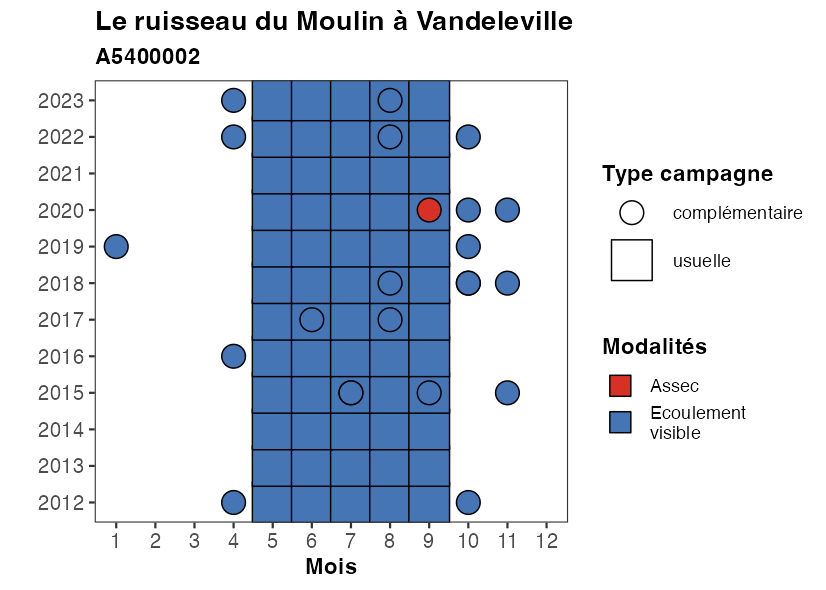 Le ruisseau du Moulin à Vandeleville
A5400002
2023
2022
2021
2020
2019
2018
2017
2016
2015
2014
2013
2012
1 2 3 4 5 6 7 8 9 10 11 12
Mois
Type campagne
complémentaire
usuelle
Modalités
Assec
Ecoulement
visible